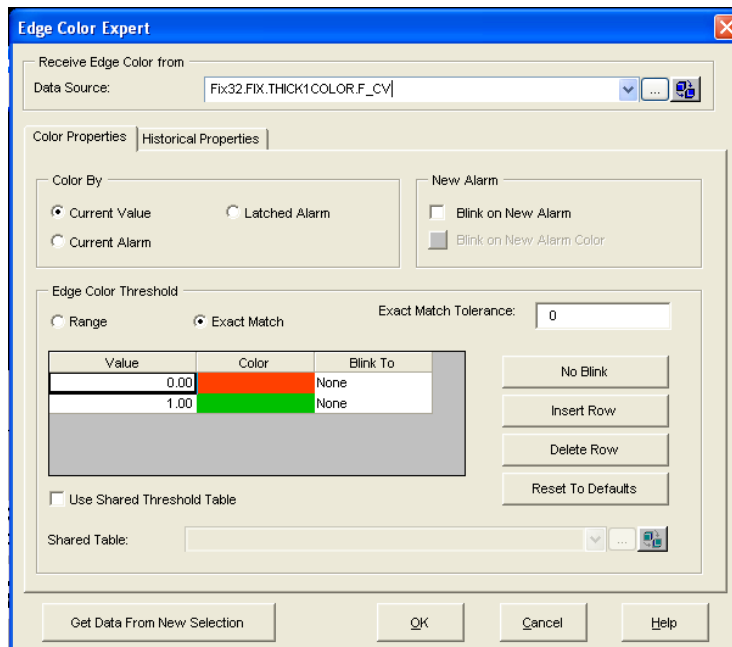 Edge Color Expert
Receive Edge Color from
Data Source: Fix32.FIX.THICK1COLOR.F_CV ...
Color Properties Historical Properties
Color By New Alarm
Current Value Latched Alarm Blink on New Alarm
Current Alarm Blink on New Alarm Color
Edge Color Threshold
Range Exact Match Exact Match Tolerance: 0
Value Color Blink To No Blink
0.00 None
1.00 None Insert Row
Delete Row
Use Shared Threshold Table Reset To Defaults
Shared Table: ...
Get Data From New Selection OK Cancel Help